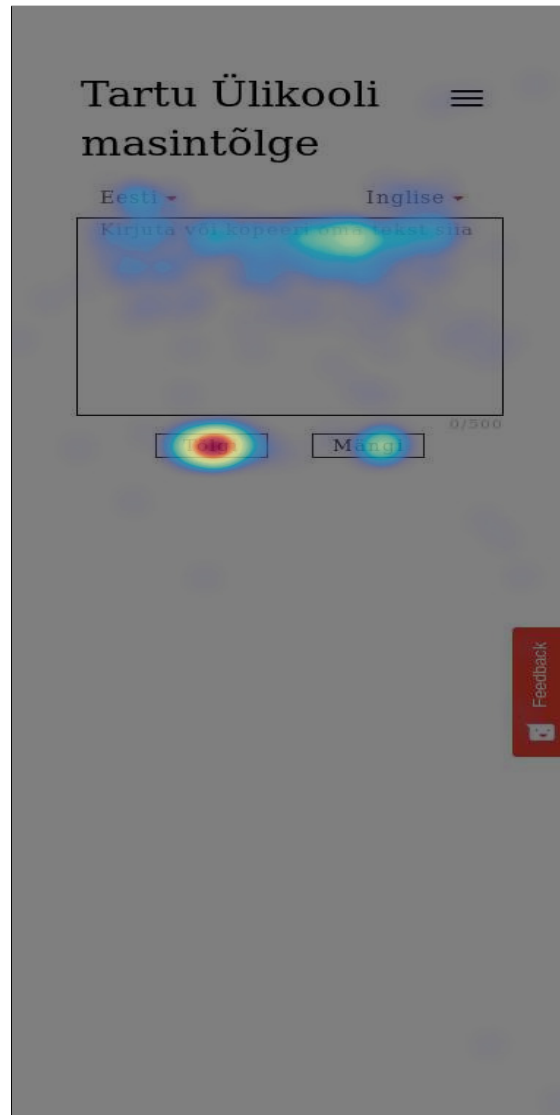 Tartu Ülikooli
masintõlge
Eesti
Inglise
Kirjuta või kopeeri oma tekst siia
0/500
Tõlgi
Mängi
Feedback